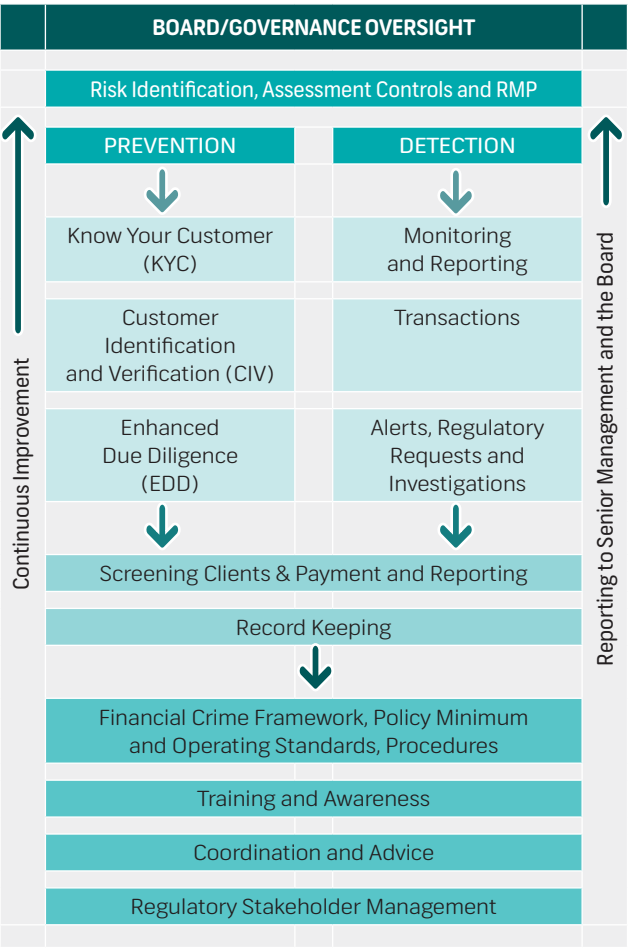 BOARD/GOVERNANCE OVERSIGHT
Risk Identification, Assessment Controls and RMP
PREVENTION
DETECTION
Know Your Customer
(KYC)
Monitoring
and Reporting
Customer
Identification
and Verification (CIV)
Transactions
Enhanced
Due Diligence
(EDD)
Alerts, Regulatory
Requests and
Investigations
Screening Clients & Payment and Reporting
Record Keeping
Financial Crime Framework, Policy Minimum
and Operating Standards, Procedures
Training and Awareness
Coordination and Advice
Regulatory Stakeholder Management
Continuous Improvement
Reporting to Senior Management and the Board